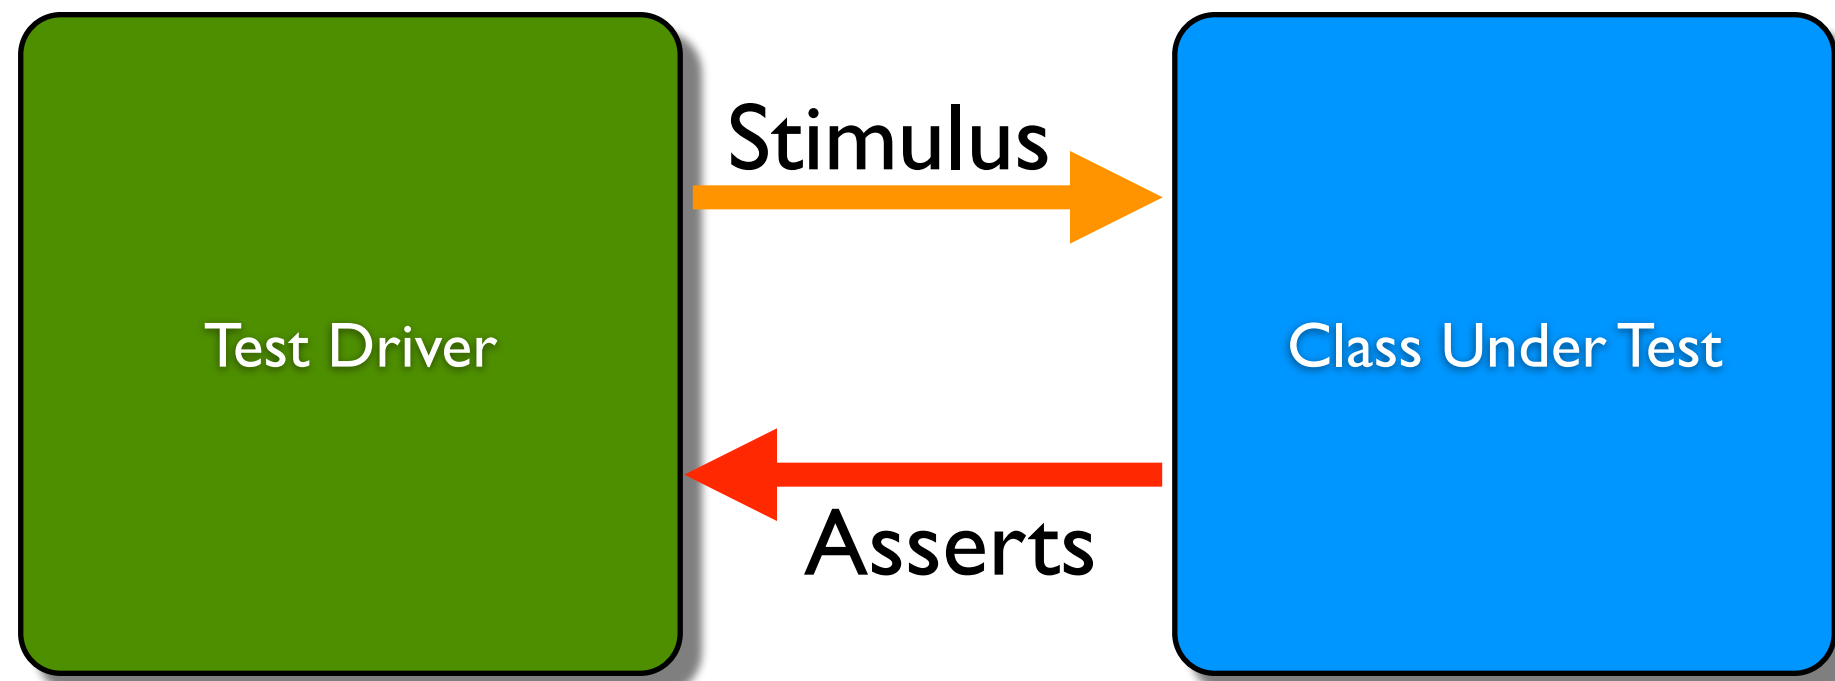 Stimulus
Test Driver
Class Under Test
Asserts